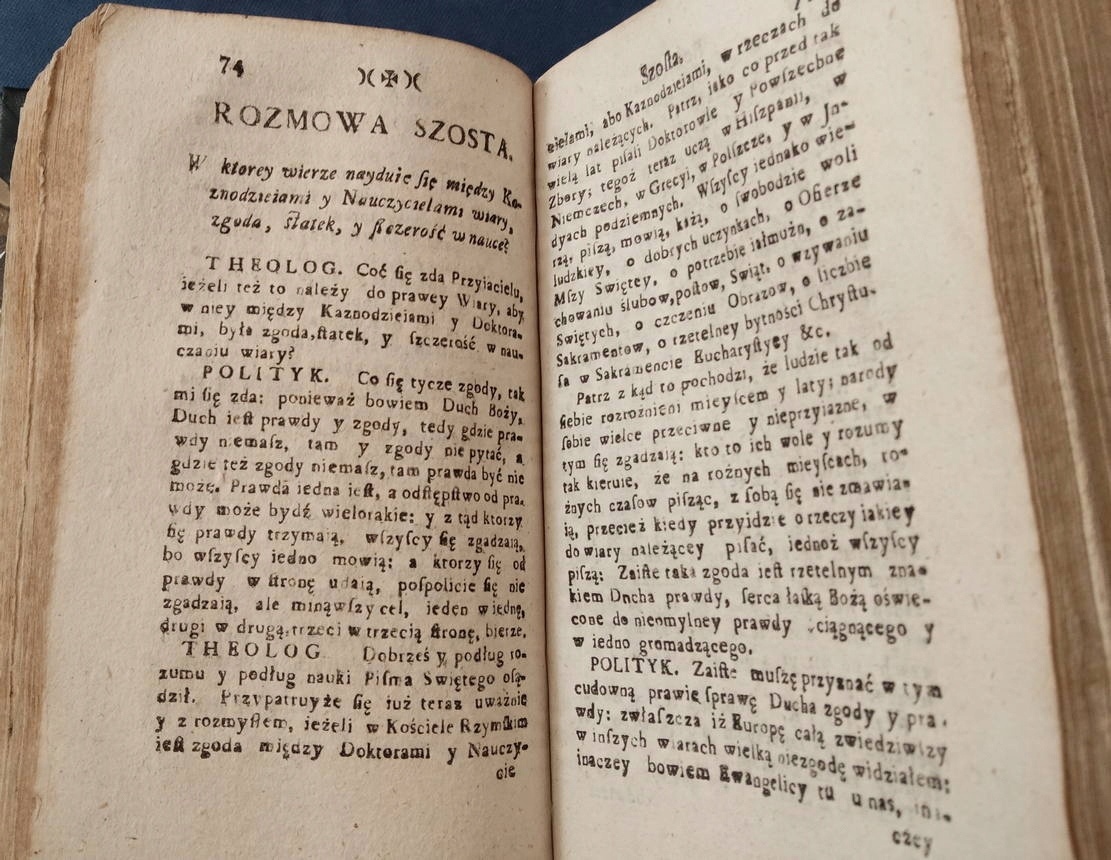 74 )(✠)(
ROZMOWA SZOSTA.
W ktorey wierze nayduie ſię między Ka-
znodzieiami y Nauczycielami wiary,
zgoda, ſtatek, y ſzczerość w nauce?
THEOLOG. Coć ſię zda Przyiacielu,
ieżeli też to należy do prawey Wiary, aby
w niey między Kaznodzieiami y Doktora-
mi, była zgoda, ſtatek, y ſzczerość w nau-
czaniu wiary?
POLITYK. Co ſię tycze zgody, tak
mi ſię zda: ponieważ bowiem Duch Boży,
Duch ieſt prawdy y zgody, tedy gdzie pra-
wdy niemaſz, tam y zgody nie pytać, a
gdzie też zgody niemaſz, tam prawda być nie
może. Prawda iedna ieſt, a odſtępſtwo od pra-
wdy może bydź wielorakie: y z tąd ktorzy
ſię prawdy trzymaią, wſzyſcy ſię zgadzaią,
bo wſzyſcy iedno mowią: a ktorzy ſię od
prawdy w ſtronę udaią, poſpolicie ſię nie
zgadzaią, ale minąwſzy cel, ieden w iednę,
drugi w drugą, trzeci w trzecią ſtronę, bierze.
THEOLOG. Dobrześ y podług ro-
zumu y podług nauki Piſma Swiętego oſą-
dził. Przypatruyże ſię iuż teraz uważnie
y z rozmyſłem, ieżeli w Kościele Rzymſkim
ieſt zgoda między Doktorami y Nauczy-
cie
Szoſta.
cielami, abo Kaznodzieiami, w rzeczach do
wiary należących. Patrz, iako co przed tak
wielą lat piſali Doktorowie y Powſzechne
Zbory; tegoż teraz uczą w Hiſzpanii, w
Niemczech, w Grecyi, w Polſzcze, y w Jn-
dyach podziemnych. Wſzyſcy iednako wie-
rzą, piſzą, mowią, każą, o ſwobodzie woli
ludzkiey, o dobrych uczynkach, o Ofierze
Mſzy Swiętey, o potrzebie iałmużn, o za-
chowaniu ślubow, poſtow, Swiąt, o wzywaniu
Swiętych, o czczeniu Obrazow, o liczbie
Sakramentow, o rzetelney bytności Chryſtu-
ſa w Sakramencie Eucharyſtyey &c.
Patrz z kąd to pochodzi, że ludzie tak od
ſiebie rozrożnieni mieyſcem y laty; narody
ſobie wielce przeciwne y nieprzyiazne, w
tym ſię zgadzaią: kto to ich wole y rozumy
tak kieruie, że na rożnych mieyſcach, ro-
żnych czaſow piſząc, z ſobą ſię nie zmawia-
ią, przecież kiedy przyidzie o rzeczy iakiey
do wiary należącey piſać, iednoż wſzyſcy
piſzą: Zaiſte taka zgoda ieſt rzetelnym zna-
kiem Ducha prawdy, ſerca łaſką Bożą oświe-
cone do nieomylney prawdy ciągnącego y
w iedno gromadzącego.
POLITYK. Zaiſte muſzę przyznać w tym
cudowną prawie ſprawę Ducha zgody y pra-
wdy: zwłaſzcza iż Europę całą zwiedziwſzy
w inſzych wiarach wielką niezgodę widziałem;
inaczey bowiem Ewangelicy tu u nas, ina-
czey